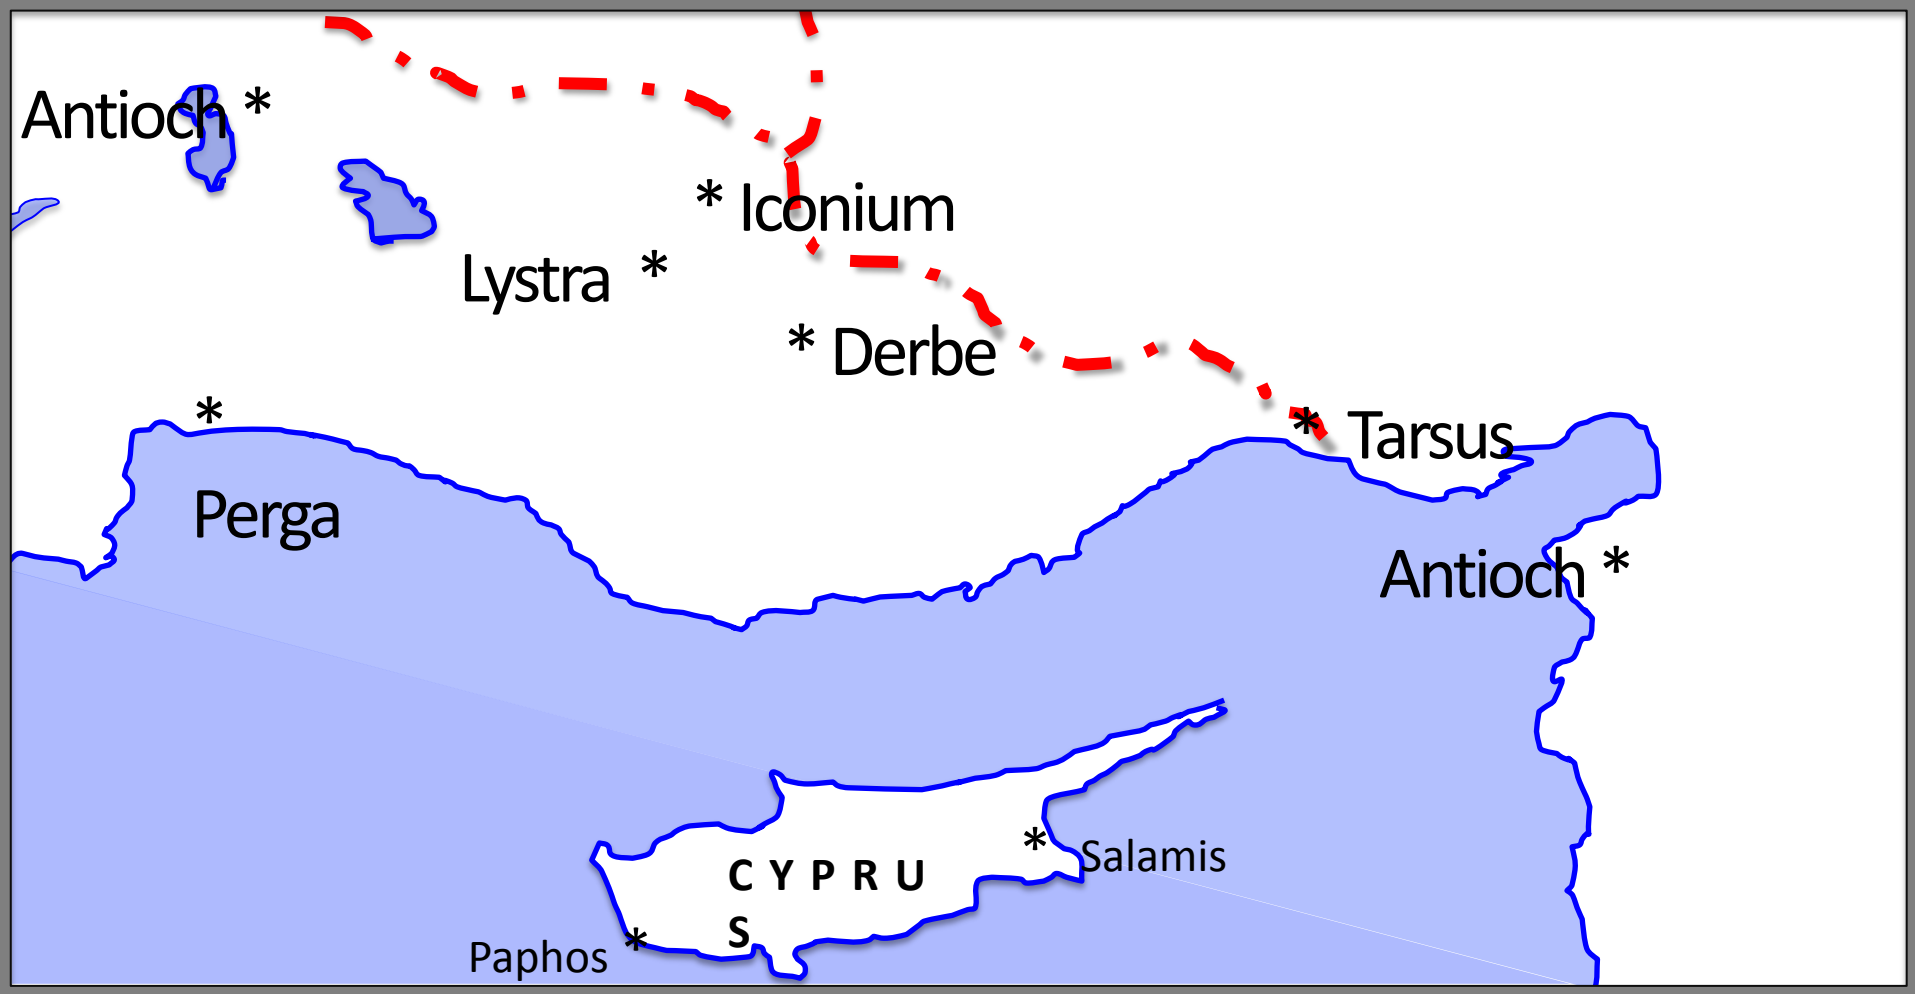 Antioch *
* Iconium
Lystra *
* Derbe
*
* Tarsus
Perga
Antioch *
*
Salamis
C Y P R U
S
Paphos *